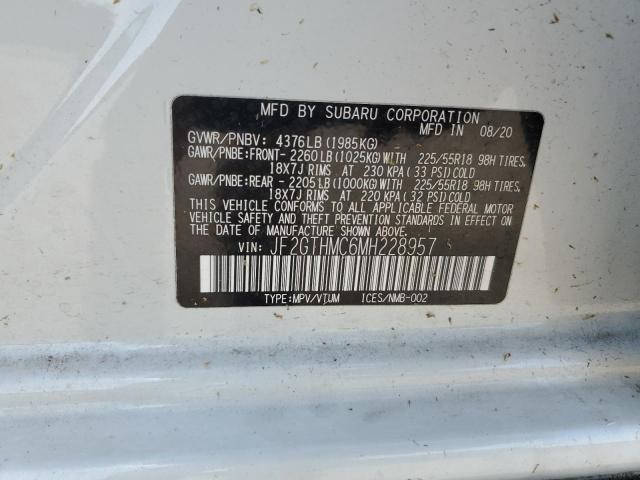 MFD BY SUBARU CORPORATION
MFD. IN 08/20
GVWR/PNBV: 4376LB (1985KG)
GAWR/PNBE: FRONT- 2260LB (1025KG) WITH 225/55R18 98H TIRES,
18X7J RIMS AT 230 KPA( 33 PSI) COLD
GAWR/PNBE: REAR - 2205LB (1000KG) WITH 225/55R18 98H TIRES,
18X7J RIMS AT 220 KPA( 32 PSI) COLD
THIS VEHICLE CONFORMS TO ALL APPLICABLE FEDERAL MOTOR
VEHICLE SAFETY AND THEFT PREVENTION STANDARDS IN EFFECT ON
THE DATE OF MANUFACTURE SHOWN ABOVE.
VIN: JF2GTHMC6MH228957
TYPE:MPV/VTUM ICES/NMB-002